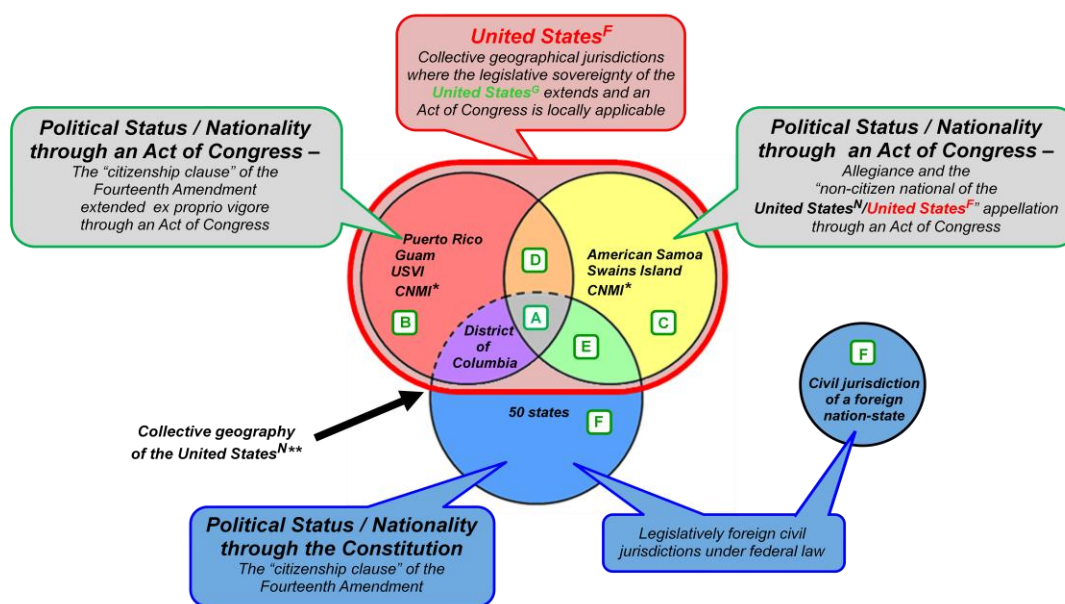 United StatesF
Collective geographical jurisdictions
where the legislative sovereignty of the
United StatesG extends and an
Act of Congress is locally applicable
Political Status / Nationality
through an Act of Congress –
The “citizenship clause” of the
Fourteenth Amendment
extended ex proprio vigore
through an Act of Congress
Political Status / Nationality
through an Act of Congress –
Allegiance and the
“non-citizen national of the
United StatesN/United StatesF” appellation
through an Act of Congress
Puerto Rico
Guam
USVI
CNMI*
B
D
American Samoa
Swains Island
CNMI*
C
A
District
of
Columbia
E
F
Civil jurisdiction
of a foreign
nation-state
50 states
F
Collective geography
of the United StatesN**
Political Status / Nationality
through the Constitution
The “citizenship clause” of the
Fourteenth Amendment
Legislatively foreign civil
jurisdictions under federal law